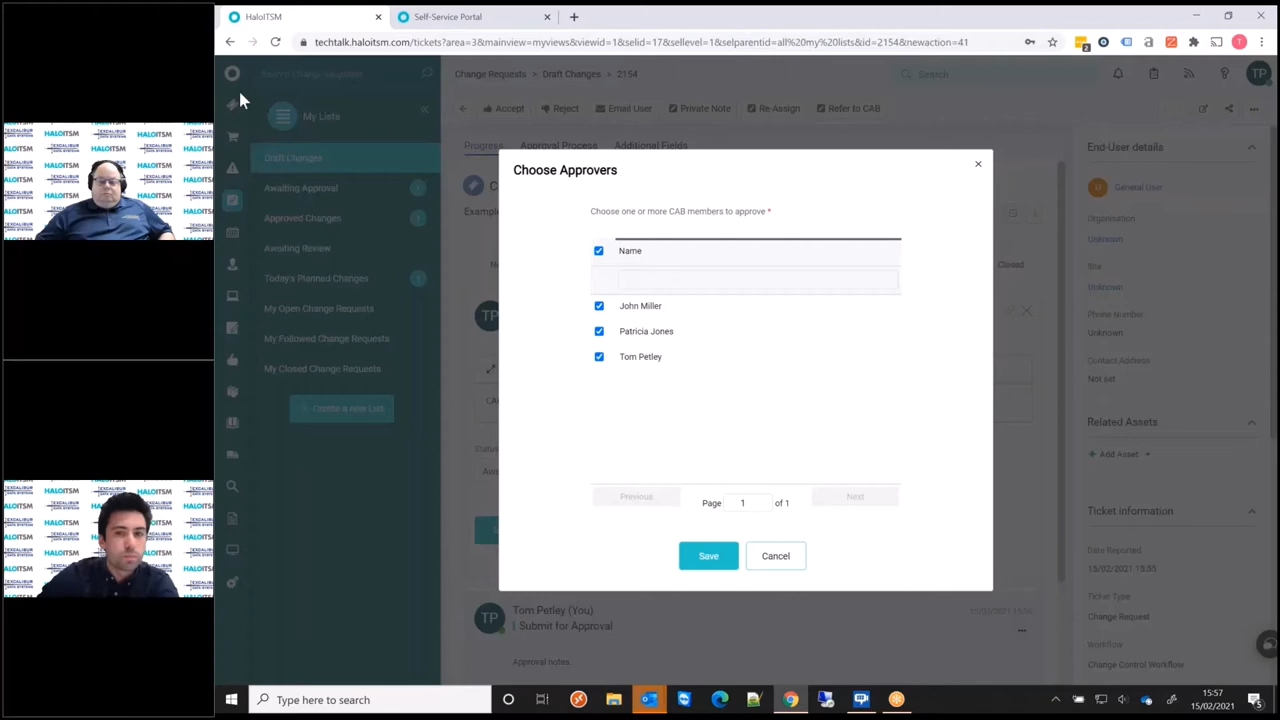 HaloITSM
Self-Service Portal
techtalk.haloitsm.com/tickets?area=3&mainview=myviews&viewid=1&selid=17&sellevel=1&selparentid=all%20my%20lists&id=2154&newaction=41
Change Requests > Draft Changes > 2154
Search
TP
My Lists
Accept
Reject
Email User
Private Note
Re-Assign
Refer to CAB
Draft Changes
Awaiting Approval
Approved Changes
Awaiting Review
Today's Planned Changes
My Open Change Requests
My Followed Change Requests
My Closed Change Requests
+ Create a new List
Progress
Approval Process
Additional Fields
Choose Approvers
Choose one or more CAB members to approve *
Name
John Miller
Patricia Jones
Tom Petley
Previous
Page 1 of 1
Next
Save
Cancel
Closed
TP
Tom Petley (You)
Submit for Approval
Approval notes.
End-User details
General User
Organisation
Unknown
Site
Unknown
Phone Number
Unknown
Contact Address
Not set
Related Assets
+ Add Asset
Ticket Information
Date Reported
15/02/2021 15:55
Ticket Type
Change Request
Workflow
Change Control Workflow
HALOITSM
EXCALIBUR
DATA SYSTEMS
Type here to search
15:57
15/02/2021